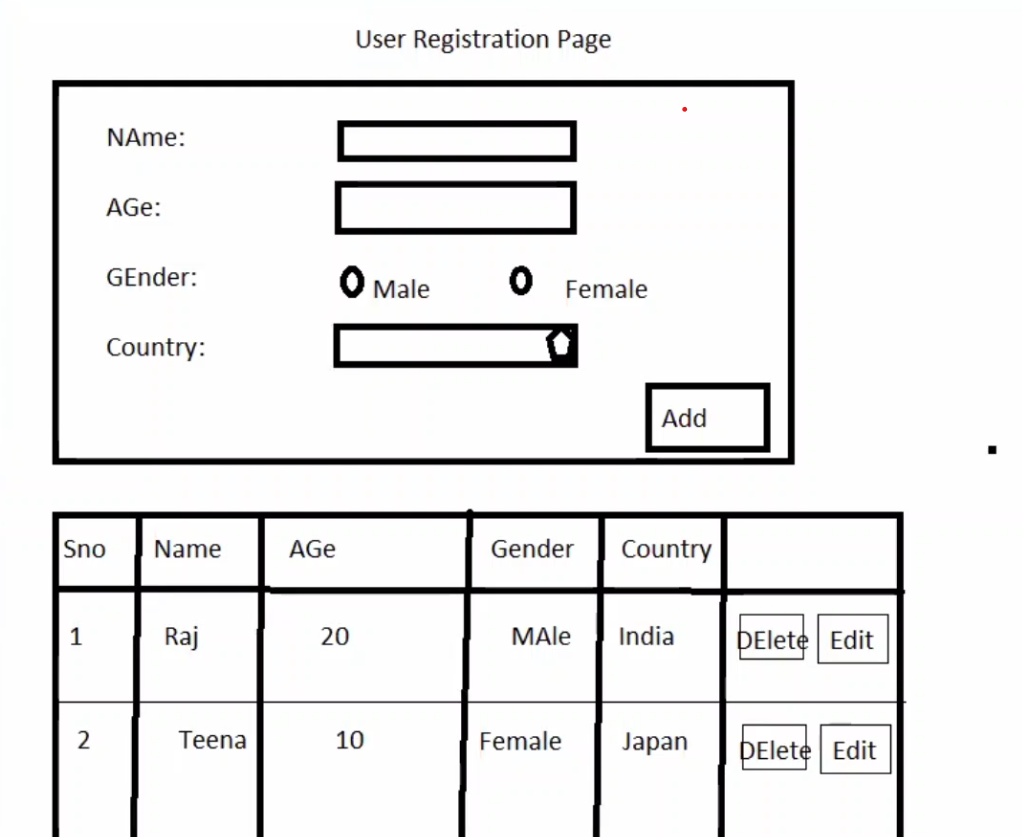 User Registration Page
NAme:
AGe:
GEnder: Male Female
Country:
Add
Sno Name AGe Gender Country
1 Raj 20 MAle India DElete Edit
2 Teena 10 Female Japan DElete Edit